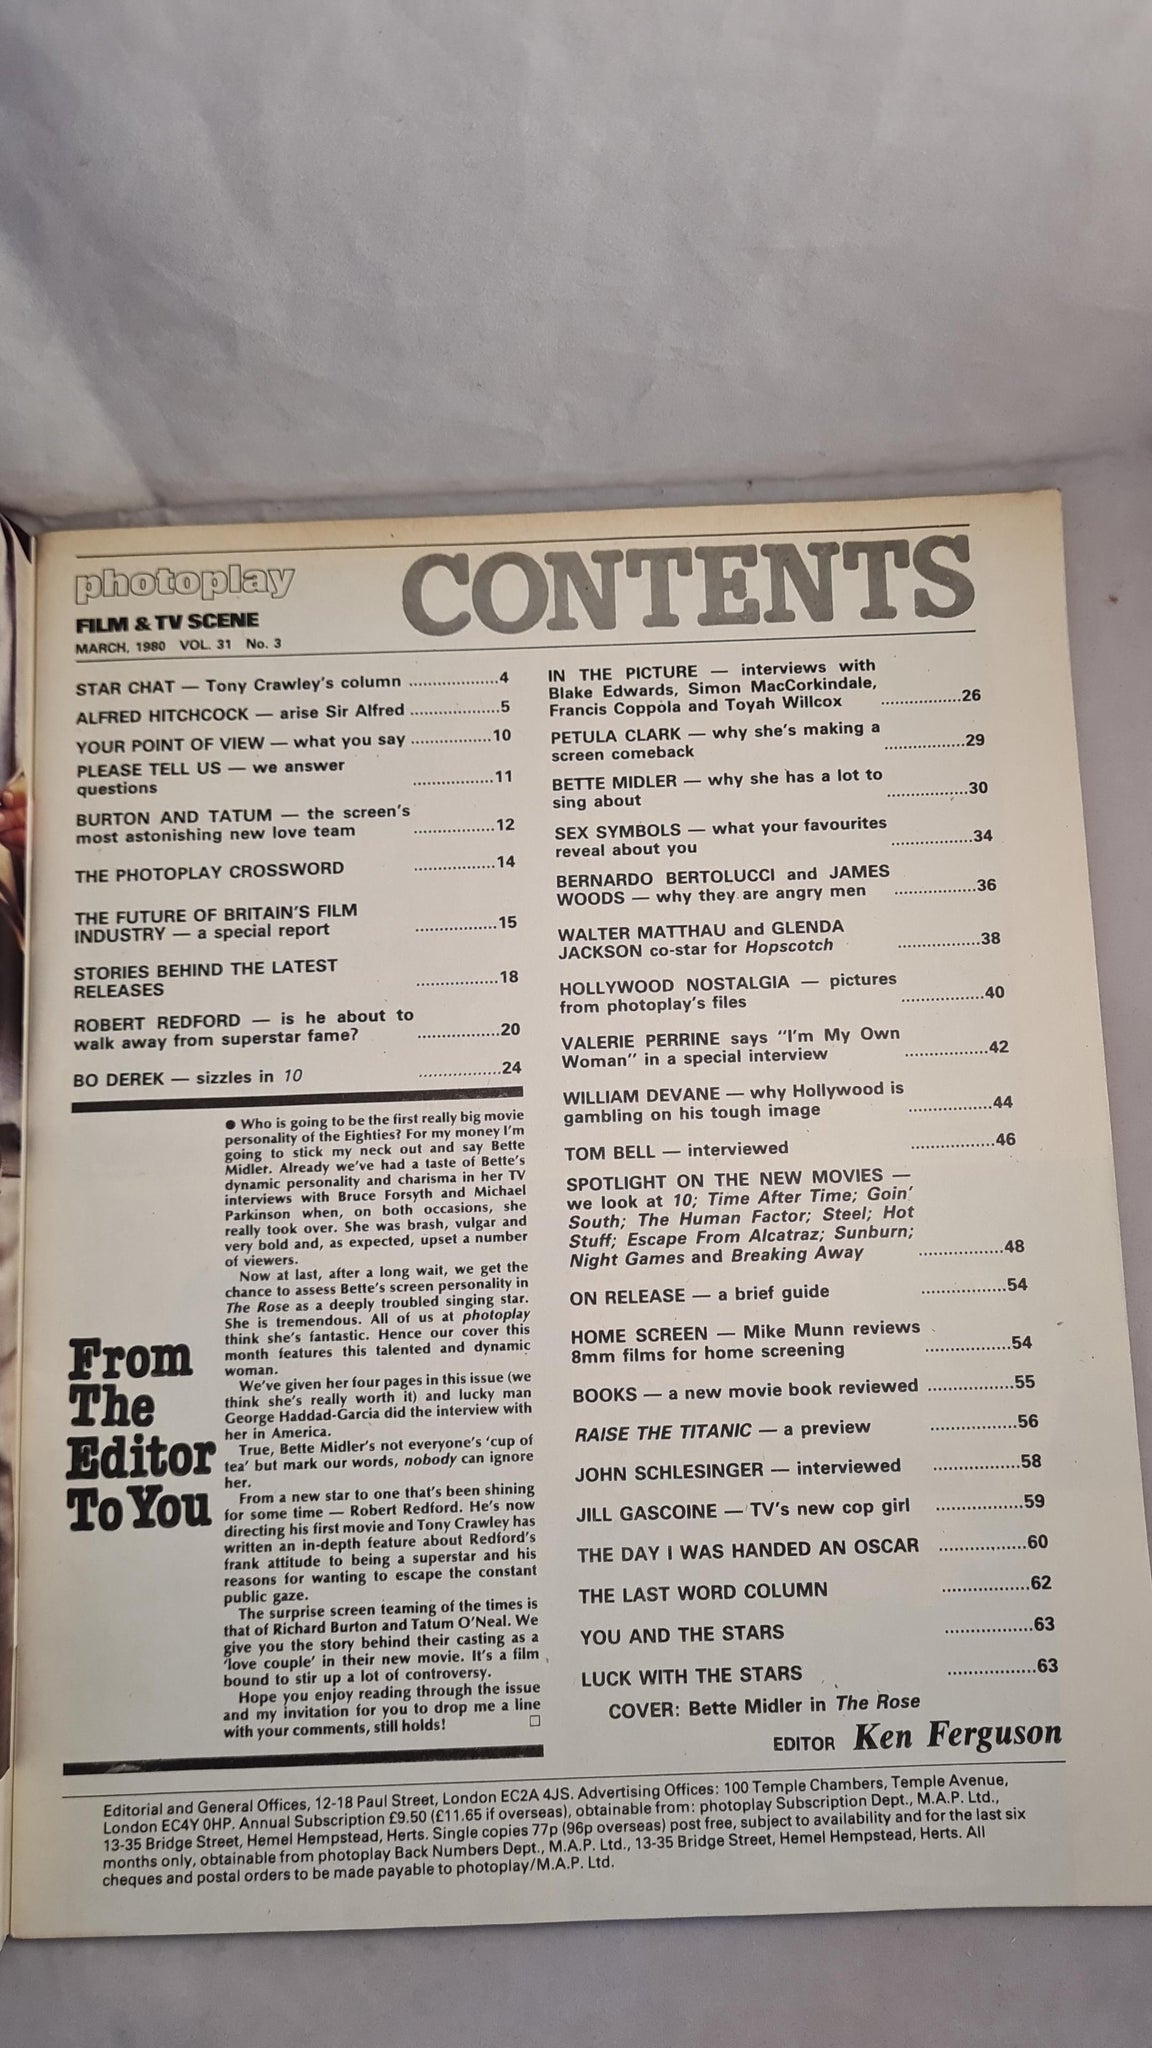 photoplay
FILM & TV SCENE
MARCH, 1980 VOL. 31 No. 3
CONTENTS
STAR CHAT — Tony Crawley's column ..................4
ALFRED HITCHCOCK — arise Sir Alfred ..................5
YOUR POINT OF VIEW — what you say ................10
PLEASE TELL US — we answer
questions ................11
BURTON AND TATUM — the screen's
most astonishing new love team ................12
THE PHOTOPLAY CROSSWORD ................14
THE FUTURE OF BRITAIN'S FILM
INDUSTRY — a special report ................15
STORIES BEHIND THE LATEST
RELEASES ................18
ROBERT REDFORD — is he about to
walk away from superstar fame? ................20
BO DEREK — sizzles in 10 ................24
From
The
Editor
To You
● Who is going to be the first really big movie
personality of the Eighties? For my money I'm
going to stick my neck out and say Bette
Midler. Already we've had a taste of Bette's
dynamic personality and charisma in her TV
interviews with Bruce Forsyth and Michael
Parkinson when, on both occasions, she
really took over. She was brash, vulgar and
very bold and, as expected, upset a number
of viewers.
Now at last, after a long wait, we get the
chance to assess Bette's screen personality in
The Rose as a deeply troubled singing star.
She is tremendous. All of us at photoplay
think she's fantastic. Hence our cover this
month features this talented and dynamic
woman.
We've given her four pages in this issue (we
think she's really worth it) and lucky man
George Haddad-Garcia did the interview with
her in America.
True, Bette Midler's not everyone's 'cup of
tea' but mark our words, nobody can ignore
her.
From a new star to one that's been shining
for some time — Robert Redford. He's now
directing his first movie and Tony Crawley has
written an in-depth feature about Redford's
frank attitude to being a superstar and his
reasons for wanting to escape the constant
public gaze.
The surprise screen teaming of the times is
that of Richard Burton and Tatum O'Neal. We
give you the story behind their casting as a
'love couple' in their new movie. It's a film
bound to stir up a lot of controversy.
Hope you enjoy reading through the issue
and my invitation for you to drop me a line
with your comments, still holds! □
IN THE PICTURE — interviews with
Blake Edwards, Simon MacCorkindale,
Francis Coppola and Toyah Willcox ................26
PETULA CLARK — why she's making a
screen comeback ................29
BETTE MIDLER — why she has a lot to
sing about ................30
SEX SYMBOLS — what your favourites
reveal about you ................34
BERNARDO BERTOLUCCI and JAMES
WOODS — why they are angry men ................36
WALTER MATTHAU and GLENDA
JACKSON co-star for Hopscotch ................38
HOLLYWOOD NOSTALGIA — pictures
from photoplay's files ................40
VALERIE PERRINE says "I'm My Own
Woman" in a special interview ................42
WILLIAM DEVANE — why Hollywood is
gambling on his tough image ................44
TOM BELL — interviewed ................46
SPOTLIGHT ON THE NEW MOVIES —
we look at 10; Time After Time; Goin'
South; The Human Factor; Steel; Hot
Stuff; Escape From Alcatraz; Sunburn;
Night Games and Breaking Away ................48
ON RELEASE — a brief guide ................54
HOME SCREEN — Mike Munn reviews
8mm films for home screening ................54
BOOKS — a new movie book reviewed ................55
RAISE THE TITANIC — a preview ................56
JOHN SCHLESINGER — interviewed ................58
JILL GASCOINE — TV's new cop girl ................59
THE DAY I WAS HANDED AN OSCAR ................60
THE LAST WORD COLUMN ................62
YOU AND THE STARS ................63
LUCK WITH THE STARS ................63
COVER: Bette Midler in The Rose
EDITOR Ken Ferguson
Editorial and General Offices, 12-18 Paul Street, London EC2A 4JS. Advertising Offices: 100 Temple Chambers, Temple Avenue,
London EC4Y 0HP. Annual Subscription £9.50 (£11.65 if overseas), obtainable from: photoplay Subscription Dept., M.A.P. Ltd.,
13-35 Bridge Street, Hemel Hempstead, Herts. Single copies 77p (96p overseas) post free, subject to availability and for the last six
months only, obtainable from photoplay Back Numbers Dept., M.A.P. Ltd., 13-35 Bridge Street, Hemel Hempstead, Herts. All
cheques and postal orders to be made payable to photoplay/M.A.P. Ltd.